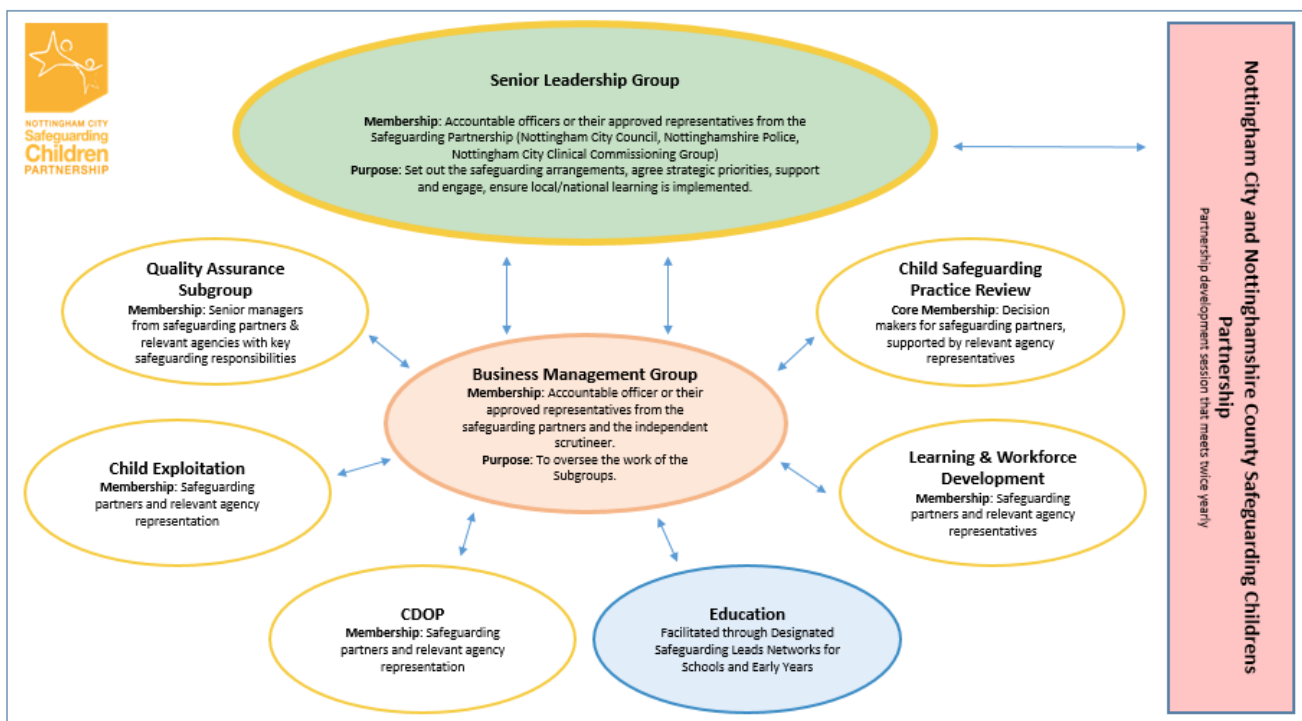 NOTTINGHAM CITY
Safeguarding
Children
PARTNERSHIP
Senior Leadership Group
Membership: Accountable officers or their approved representatives from the
Safeguarding Partnership (Nottingham City Council, Nottinghamshire Police,
Nottingham City Clinical Commissioning Group)
Purpose: Set out the safeguarding arrangements, agree strategic priorities, support
and engage, ensure local/national learning is implemented.
Quality Assurance
Subgroup
Membership: Senior managers
from safeguarding partners &
relevant agencies with key
safeguarding responsibilities
Child Safeguarding
Practice Review
Core Membership: Decision
makers for safeguarding partners,
supported by relevant agency
representatives
Business Management Group
Membership: Accountable officer or their
approved representatives from the
safeguarding partners and the independent
scrutineer.
Purpose: To oversee the work of the
Subgroups.
Child Exploitation
Membership: Safeguarding
partners and relevant agency
representation
Learning & Workforce
Development
Membership: Safeguarding
partners and relevant agency
representatives
CDOP
Membership: Safeguarding
partners and relevant agency
representation
Education
Facilitated through Designated
Safeguarding Leads Networks for
Schools and Early Years
Nottingham City and Nottinghamshire County Safeguarding Childrens
Partnership
Partnership development session that meets twice yearly